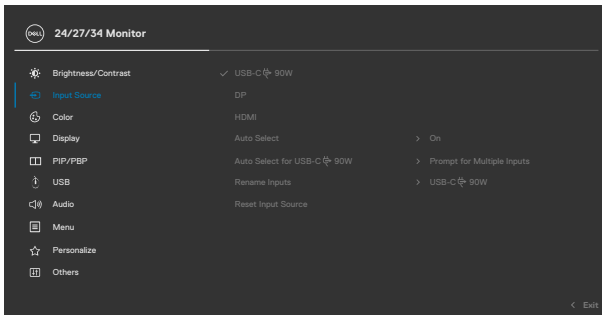 DELL
24/27/34 Monitor
Brightness/Contrast
USB-C 90W
Input Source
DP
Color
HDMI
Display
Auto Select
On
PIP/PBP
Auto Select for USB-C 90W
Prompt for Multiple Inputs
USB
Rename Inputs
USB-C 90W
Audio
Reset Input Source
Menu
Personalize
Others
Exit